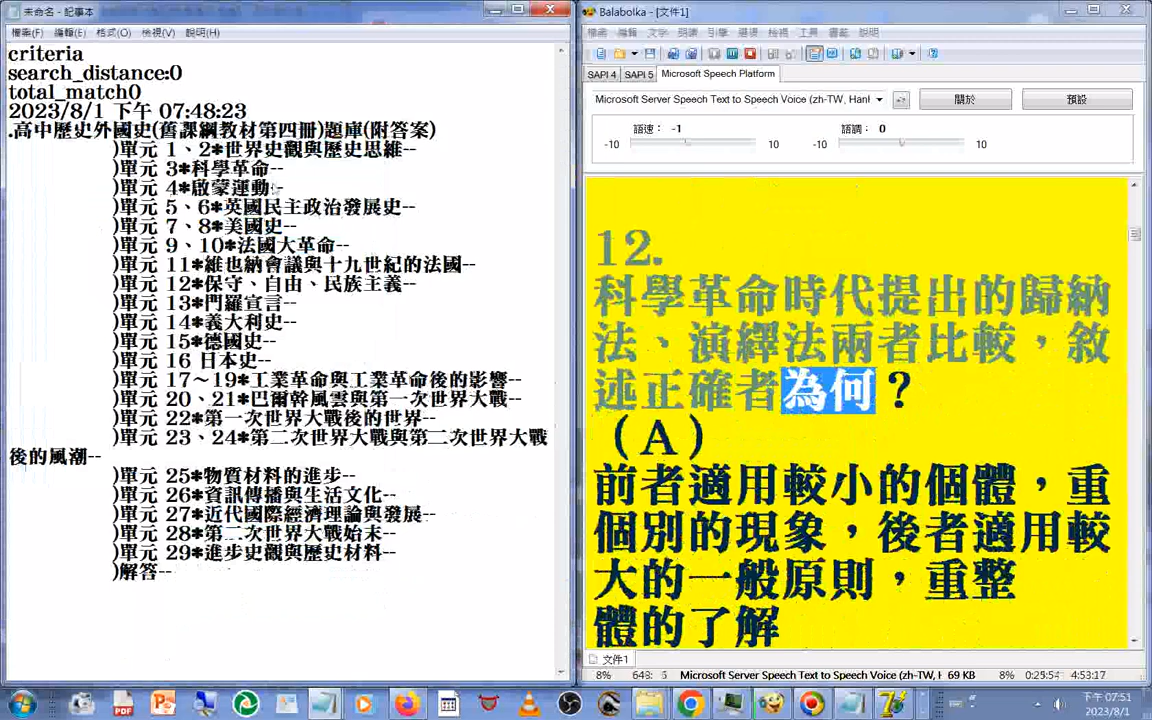 未命名 - 記事本
檔案(F) 編輯(E) 格式(O) 檢視(V) 說明(H)
criteria
search_distance:0
total_match0
2023/8/1 下午 07:48:23
.高中歷史外國史(舊課綱教材第四冊)題庫(附答案)
)單元 1、2*世界史觀與歷史思維--
)單元 3*科學革命--
)單元 4*啟蒙運動--
)單元 5、6*英國民主政治發展史--
)單元 7、8*美國史--
)單元 9、10*法國大革命--
)單元 11*維也納會議與十九世紀的法國--
)單元 12*保守、自由、民族主義--
)單元 13*門羅宣言--
)單元 14*義大利史--
)單元 15*德國史--
)單元 16 日本史--
)單元 17～19*工業革命與工業革命後的影響--
)單元 20、21*巴爾幹風雲與第一次世界大戰--
)單元 22*第一次世界大戰後的世界--
)單元 23、24*第二次世界大戰與第二次世界大戰
後的風潮--
)單元 25*物質材料的進步--
)單元 26*資訊傳播與生活文化--
)單元 27*近代國際經濟理論與發展--
)單元 28*第二次世界大戰始末--
)單元 29*進步史觀與歷史材料--
)解答--
Balabolka - [文件1]
檔案 編輯 文字 朗讀 引擎 選項 檢視 工具 書籤 說明
SAPI 4 SAPI 5 Microsoft Speech Platform
Microsoft Server Speech Text to Speech Voice (zh-TW, Hanl
關於 預設
語速： -1 語調： 0
-10 10 -10 10
12.
科學革命時代提出的歸納
法、演繹法兩者比較，敘
述正確者為何？
（A）
前者適用較小的個體，重
個別的現象，後者適用較
大的一般原則，重整
體的了解
文件1
8% 648: Microsoft Server Speech Text to Speech Voice (zh-TW, H 69 KB 8% 0:25:54 4:53:17
下午 07:51
2023/8/1